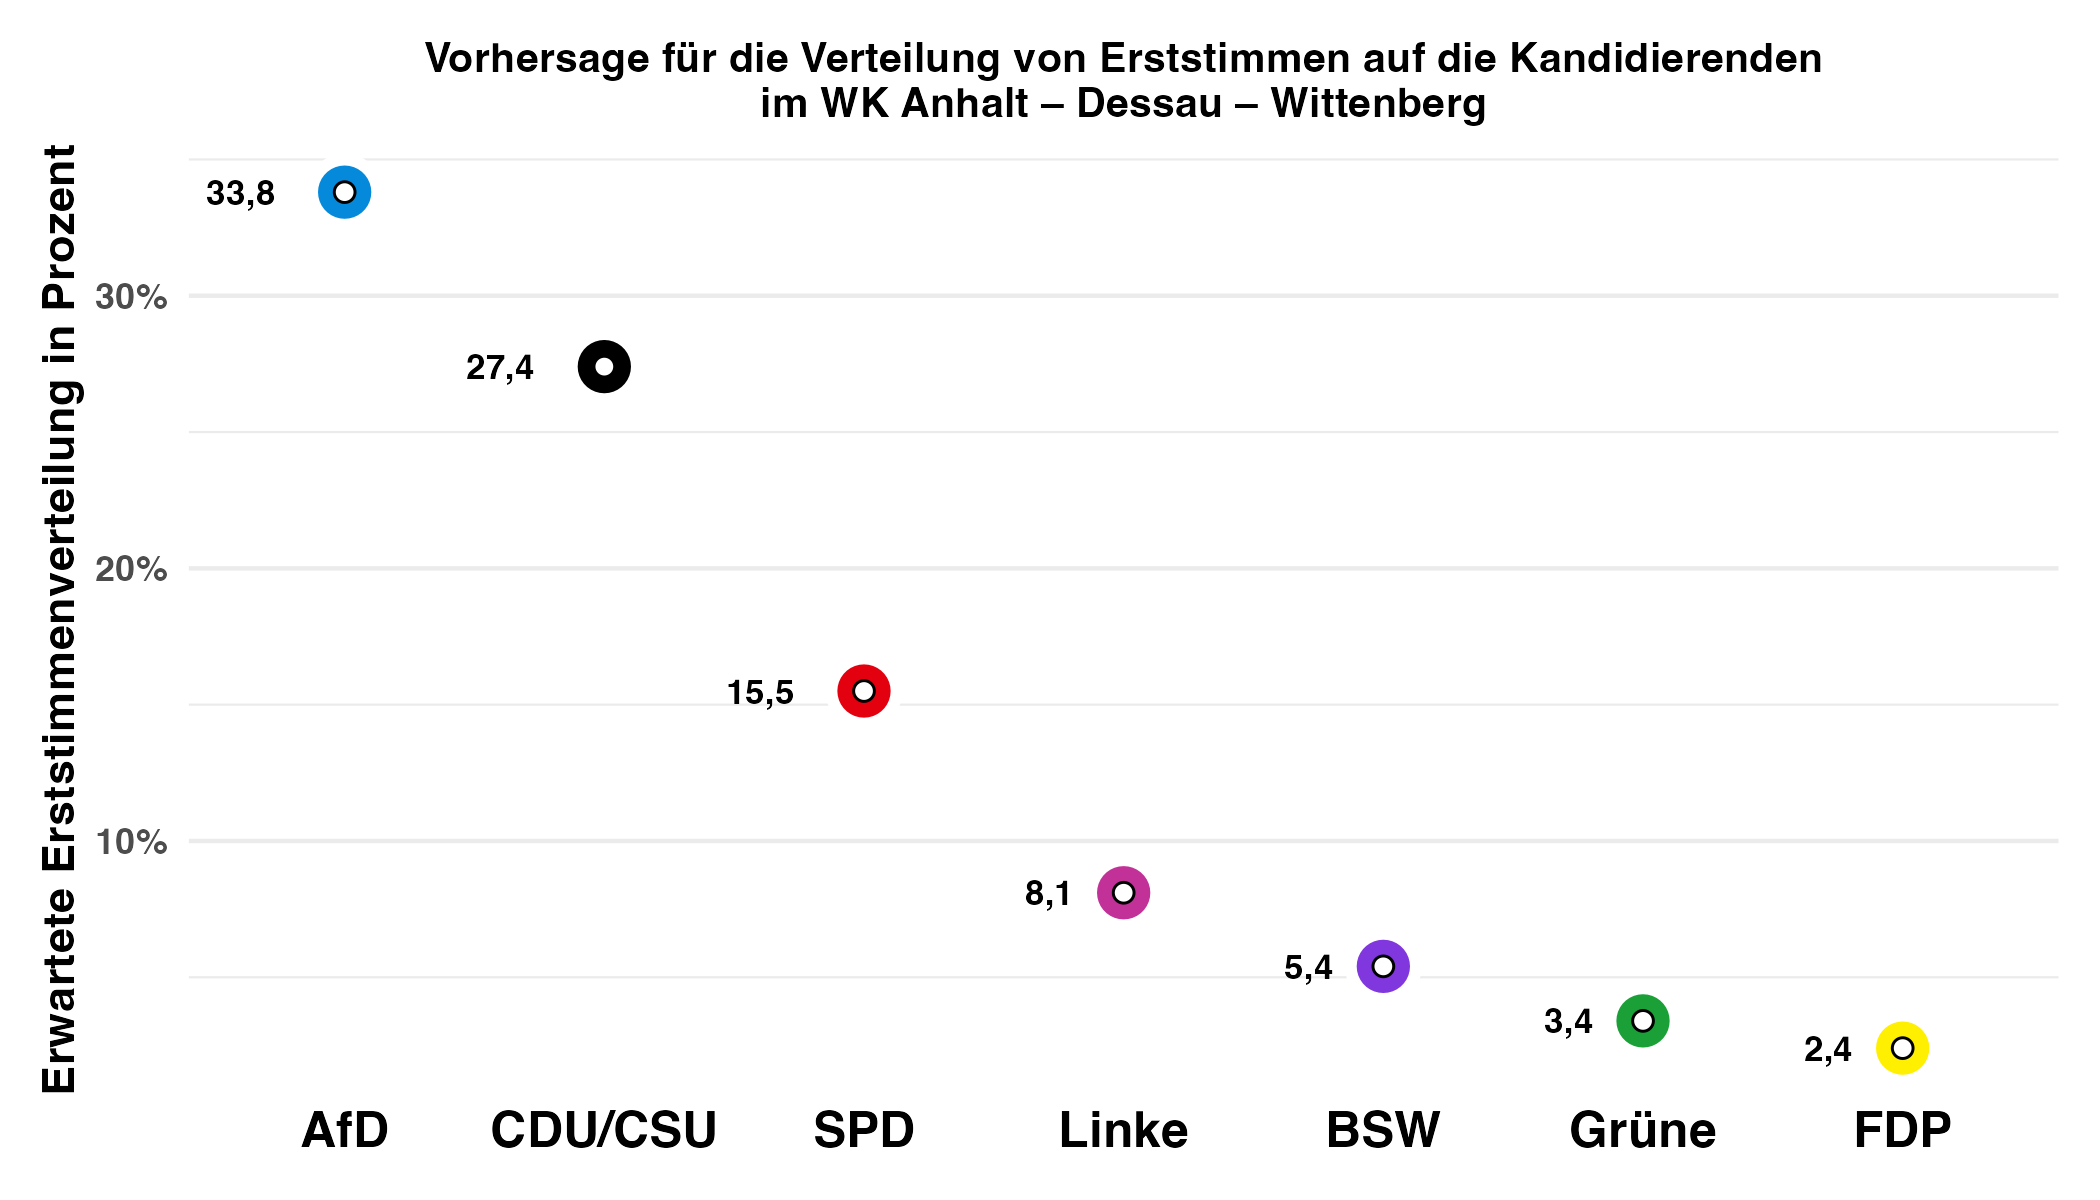 Vorhersage für die Verteilung von Erststimmen auf die Kandidierenden
im WK Anhalt – Dessau – Wittenberg
Erwartete Erststimmenverteilung in Prozent
30%
20%
10%
33,8
27,4
15,5
8,1
5,4
3,4
2,4
AfD
CDU/CSU
SPD
Linke
BSW
Grüne
FDP